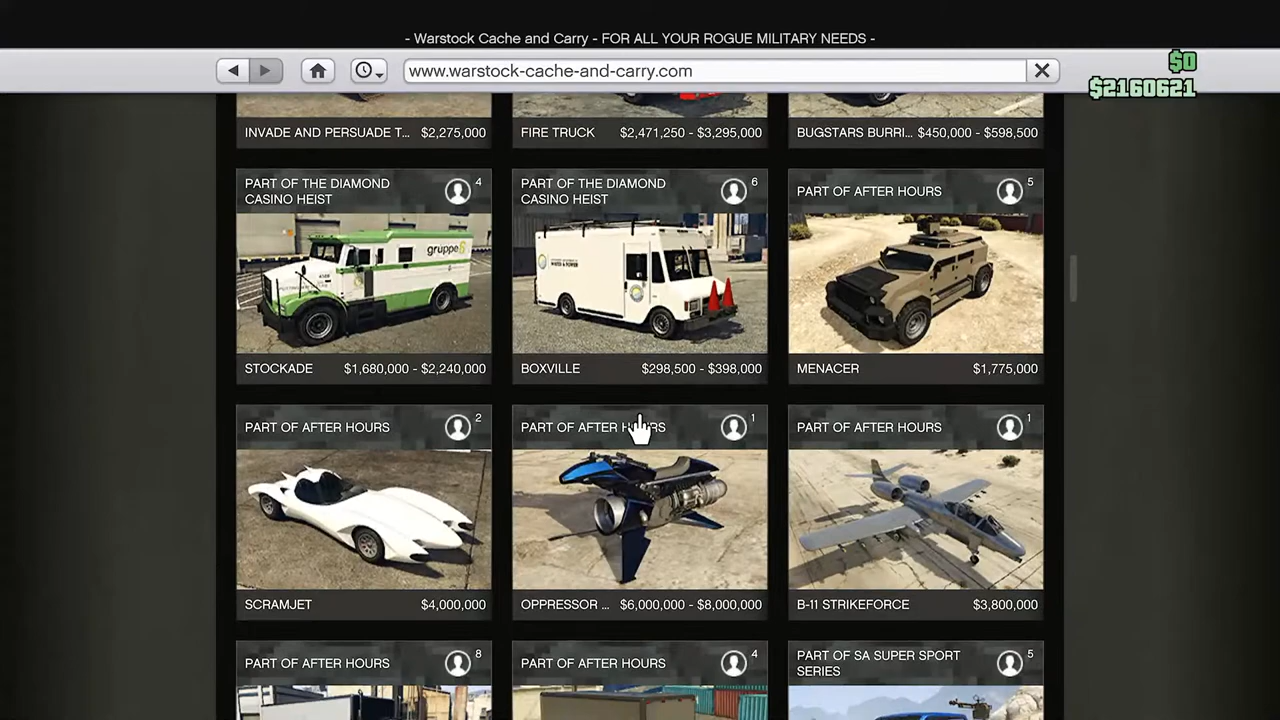 - Warstock Cache and Carry - FOR ALL YOUR ROGUE MILITARY NEEDS -
www.warstock-cache-and-carry.com
$0
$2160621
INVADE AND PERSUADE T... $2,275,000
FIRE TRUCK $2,471,250 - $3,295,000
BUGSTARS BURRI... $450,000 - $598,500
PART OF THE DIAMOND
CASINO HEIST
4
PART OF THE DIAMOND
CASINO HEIST
6
PART OF AFTER HOURS 5
gruppe6
STOCKADE $1,680,000 - $2,240,000
BOXVILLE $298,500 - $398,000
MENACER $1,775,000
PART OF AFTER HOURS 2
PART OF AFTER HOURS 1
PART OF AFTER HOURS 1
SCRAMJET $4,000,000
OPPRESSOR ... $6,000,000 - $8,000,000
B-11 STRIKEFORCE $3,800,000
PART OF AFTER HOURS 8
PART OF AFTER HOURS 4
PART OF SA SUPER SPORT
SERIES
5